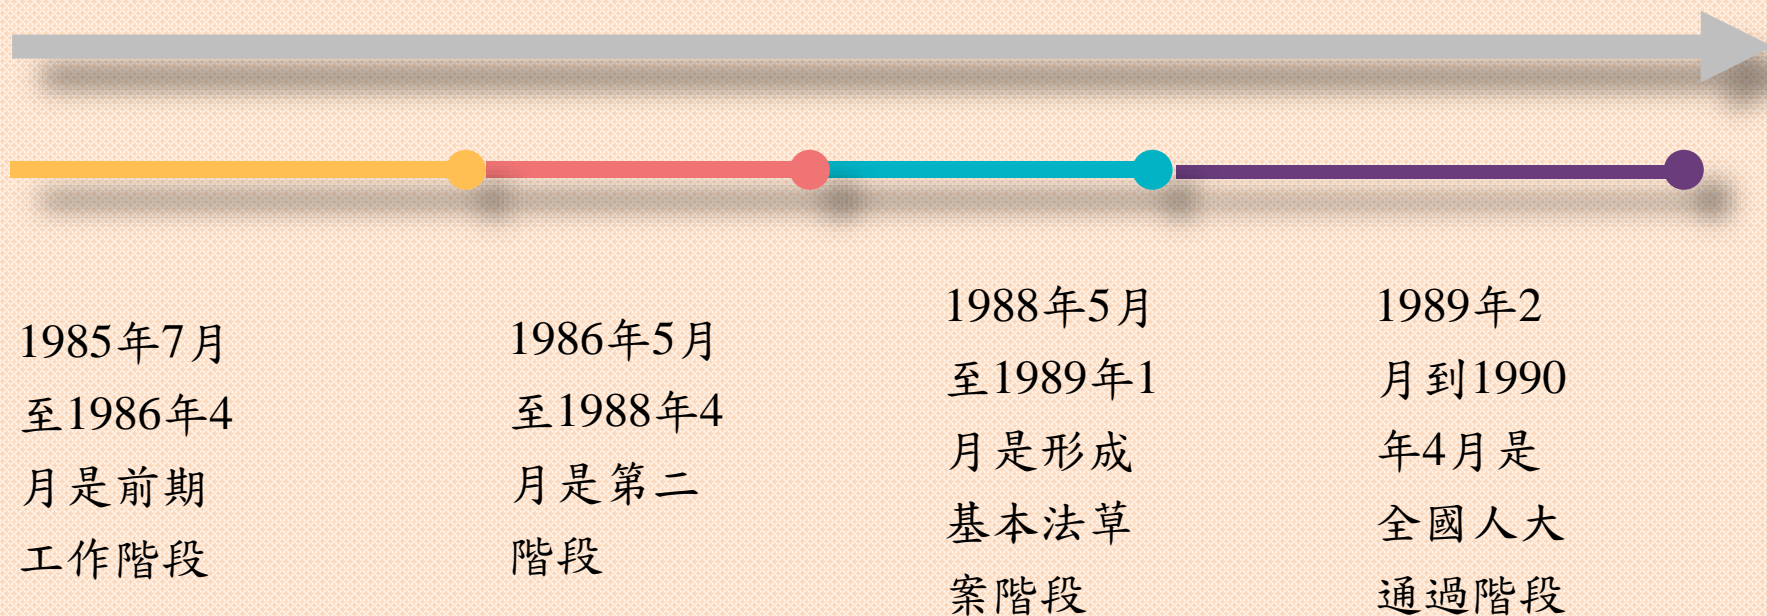 1985年7月
至1986年4
月是前期
工作階段
1986年5月
至1988年4
月是第二
階段
1988年5月
至1989年1
月是形成
基本法草
案階段
1989年2
月到1990
年4月是
全國人大
通過階段